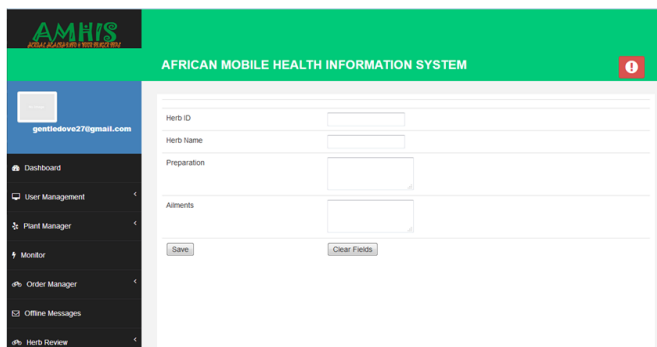 AMHIS
AFRICAN MOBILE HEALTH INFORMATION SYSTEM
gentledove27@gmail.com
Dashboard
User Management
Plant Manager
Monitor
Order Manager
Offline Messages
Herb Review
Herb ID
Herb Name
Preparation
Ailments
Save
Clear Fields